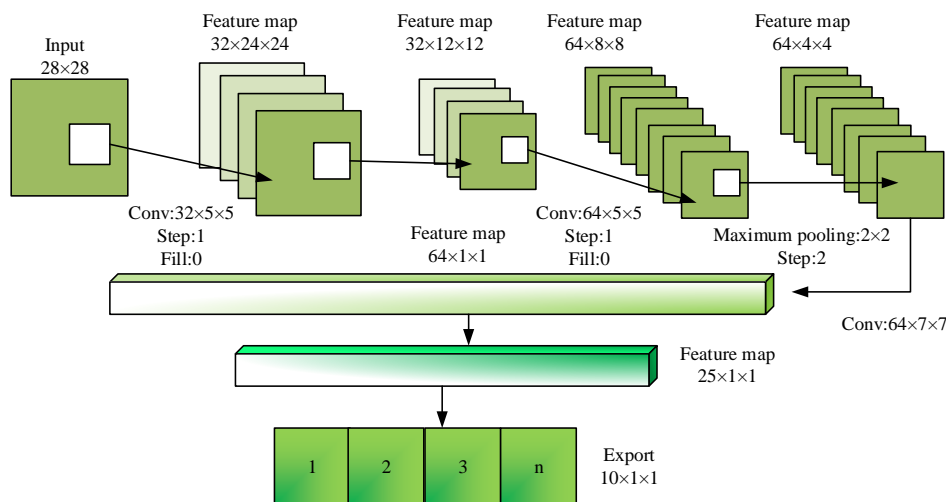 Input
28×28
Feature map
32×24×24
Feature map
32×12×12
Feature map
64×8×8
Feature map
64×4×4
Conv:32×5×5
Step:1
Fill:0
Feature map
64×1×1
Conv:64×5×5
Step:1
Fill:0
Maximum pooling:2×2
Step:2
Conv:64×7×7
Feature map
25×1×1
1
2
3
n
Export
10×1×1